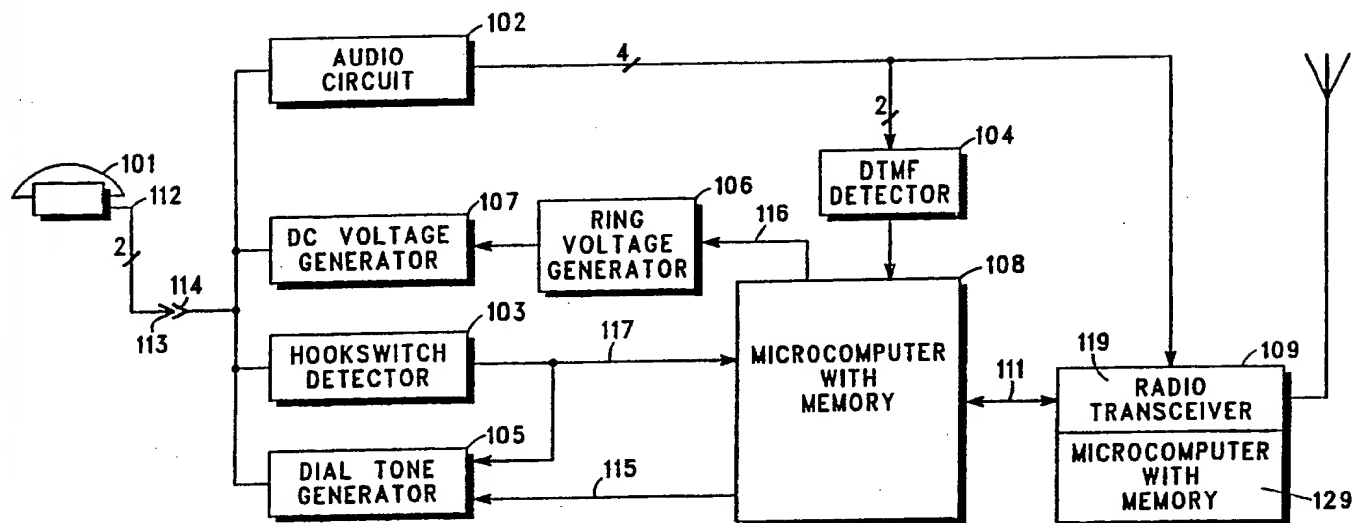 102
AUDIO
CIRCUIT
4
2
104
DTMF
DETECTOR
101
112
2
114
113
107
DC VOLTAGE
GENERATOR
106
RING
VOLTAGE
GENERATOR
116
108
MICROCOMPUTER
WITH
MEMORY
103
HOOKSWITCH
DETECTOR
117
105
DIAL TONE
GENERATOR
115
111
119
109
RADIO
TRANSCEIVER
MICROCOMPUTER
WITH
MEMORY
129